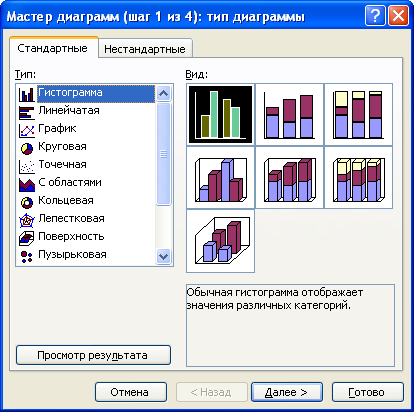 Мастер диаграмм (шаг 1 из 4): тип диаграммы
Стандартные
Нестандартные
Тип:
Гистограмма
Линейчатая
График
Круговая
Точечная
С областями
Кольцевая
Лепестковая
Поверхность
Пузырьковая
Вид:
Обычная гистограмма отображает
значения различных категорий.
Просмотр результата
Отмена
< Назад
Далее >
Готово